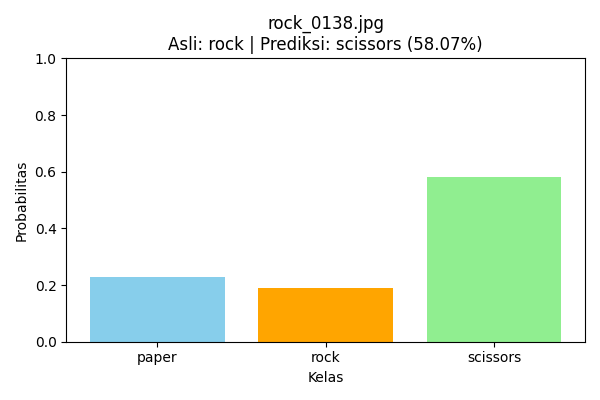 rock_0138.jpg
Asli: rock | Prediksi: scissors (58.07%)
1.0
0.8
0.6
0.4
0.2
0.0
Probabilitas
paper rock scissors
Kelas